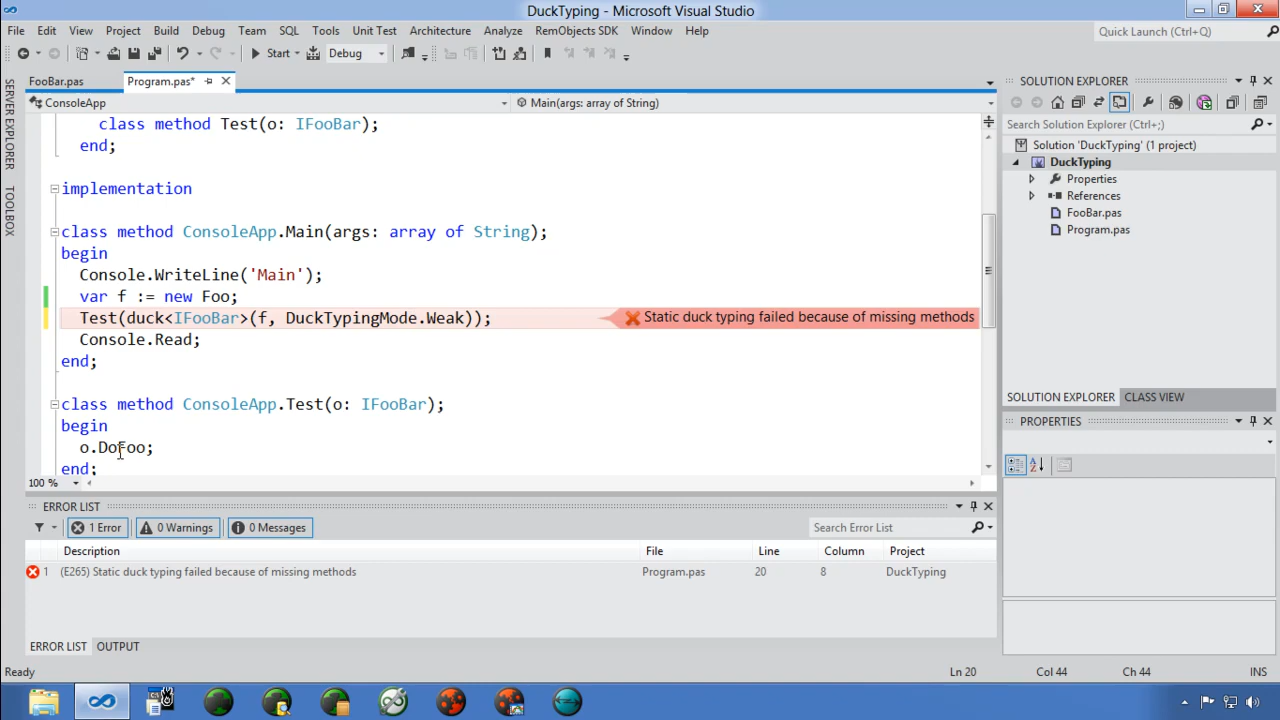 DuckTyping - Microsoft Visual Studio
File Edit View Project Build Debug Team SQL Tools Unit Test Architecture Analyze RemObjects SDK Window Help
Quick Launch (Ctrl+Q)
Start Debug
FooBar.pas Program.pas*
ConsoleApp Main(args: array of String)
class method Test(o: IFooBar);
end;
implementation
class method ConsoleApp.Main(args: array of String);
begin
Console.WriteLine('Main');
var f := new Foo;
Test(duck<IFooBar>(f, DuckTypingMode.Weak)); Static duck typing failed because of missing methods
Console.Read;
end;
class method ConsoleApp.Test(o: IFooBar);
begin
o.DoFoo;
end;
100 %
SERVER EXPLORER
TOOLBOX
SOLUTION EXPLORER
Search Solution Explorer (Ctrl+;)
Solution 'DuckTyping' (1 project)
DuckTyping
Properties
References
FooBar.pas
Program.pas
SOLUTION EXPLORER CLASS VIEW
PROPERTIES
ERROR LIST
1 Error 0 Warnings 0 Messages Search Error List
Description File Line Column Project
1 (E265) Static duck typing failed because of missing methods Program.pas 20 8 DuckTyping
ERROR LIST OUTPUT
Ready Ln 20 Col 44 Ch 44 INS